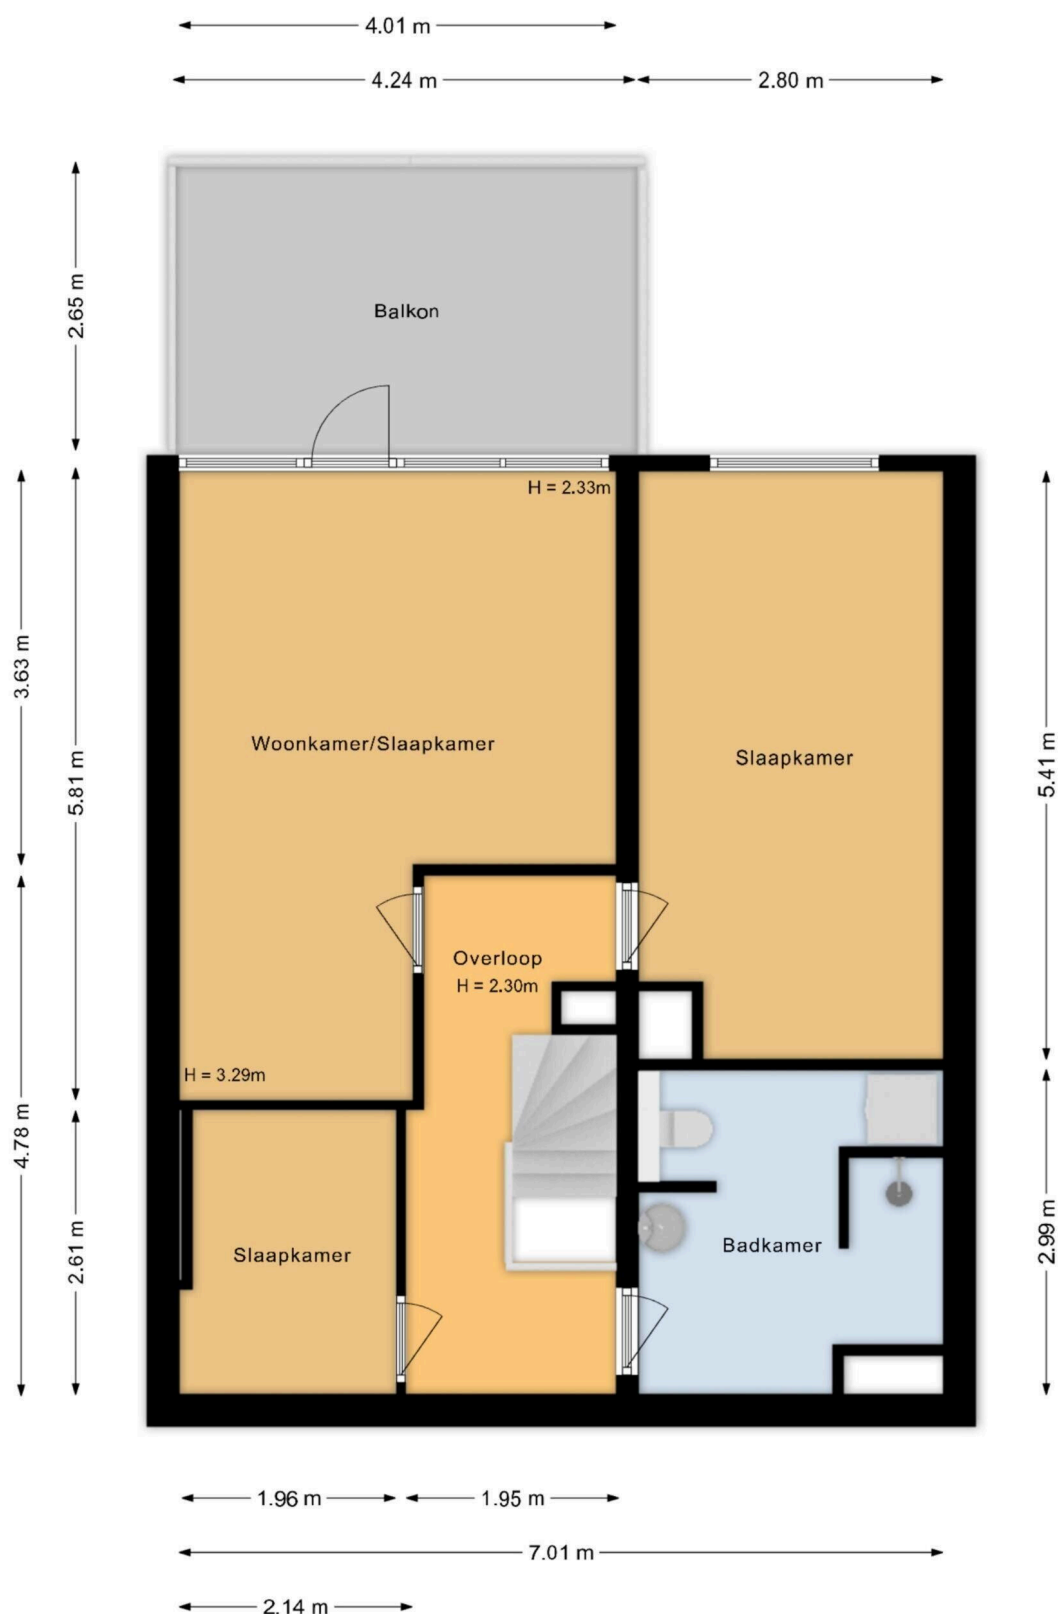 4.01 m
4.24 m
2.80 m
2.65 m
Balkon
H = 2.33m
3.63 m
5.81 m
5.41 m
Woonkamer/Slaapkamer
Slaapkamer
Overloop
H = 2.30m
H = 3.29m
4.78 m
2.61 m
2.99 m
Slaapkamer
Badkamer
1.96 m
1.95 m
7.01 m
2.14 m